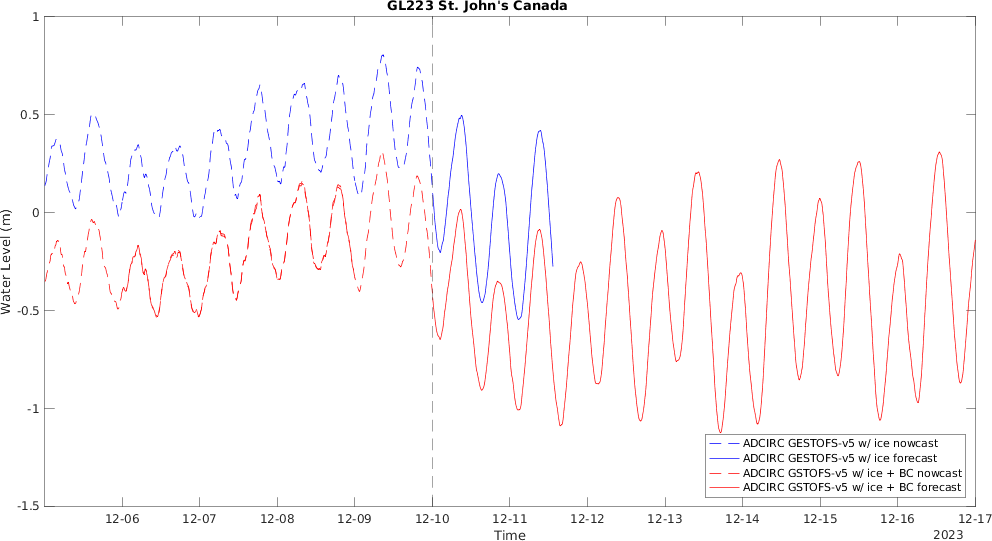 GL223 St. John's Canada
1
0.5
0
-0.5
-1
-1.5
Water Level (m)
ADCIRC GESTOFS-v5 w/ ice nowcast
ADCIRC GESTOFS-v5 w/ ice forecast
ADCIRC GSTOFS-v5 w/ ice + BC nowcast
ADCIRC GSTOFS-v5 w/ ice + BC forecast
12-06 12-07 12-08 12-09 12-10 12-11 12-12 12-13 12-14 12-15 12-16 12-17
Time
2023